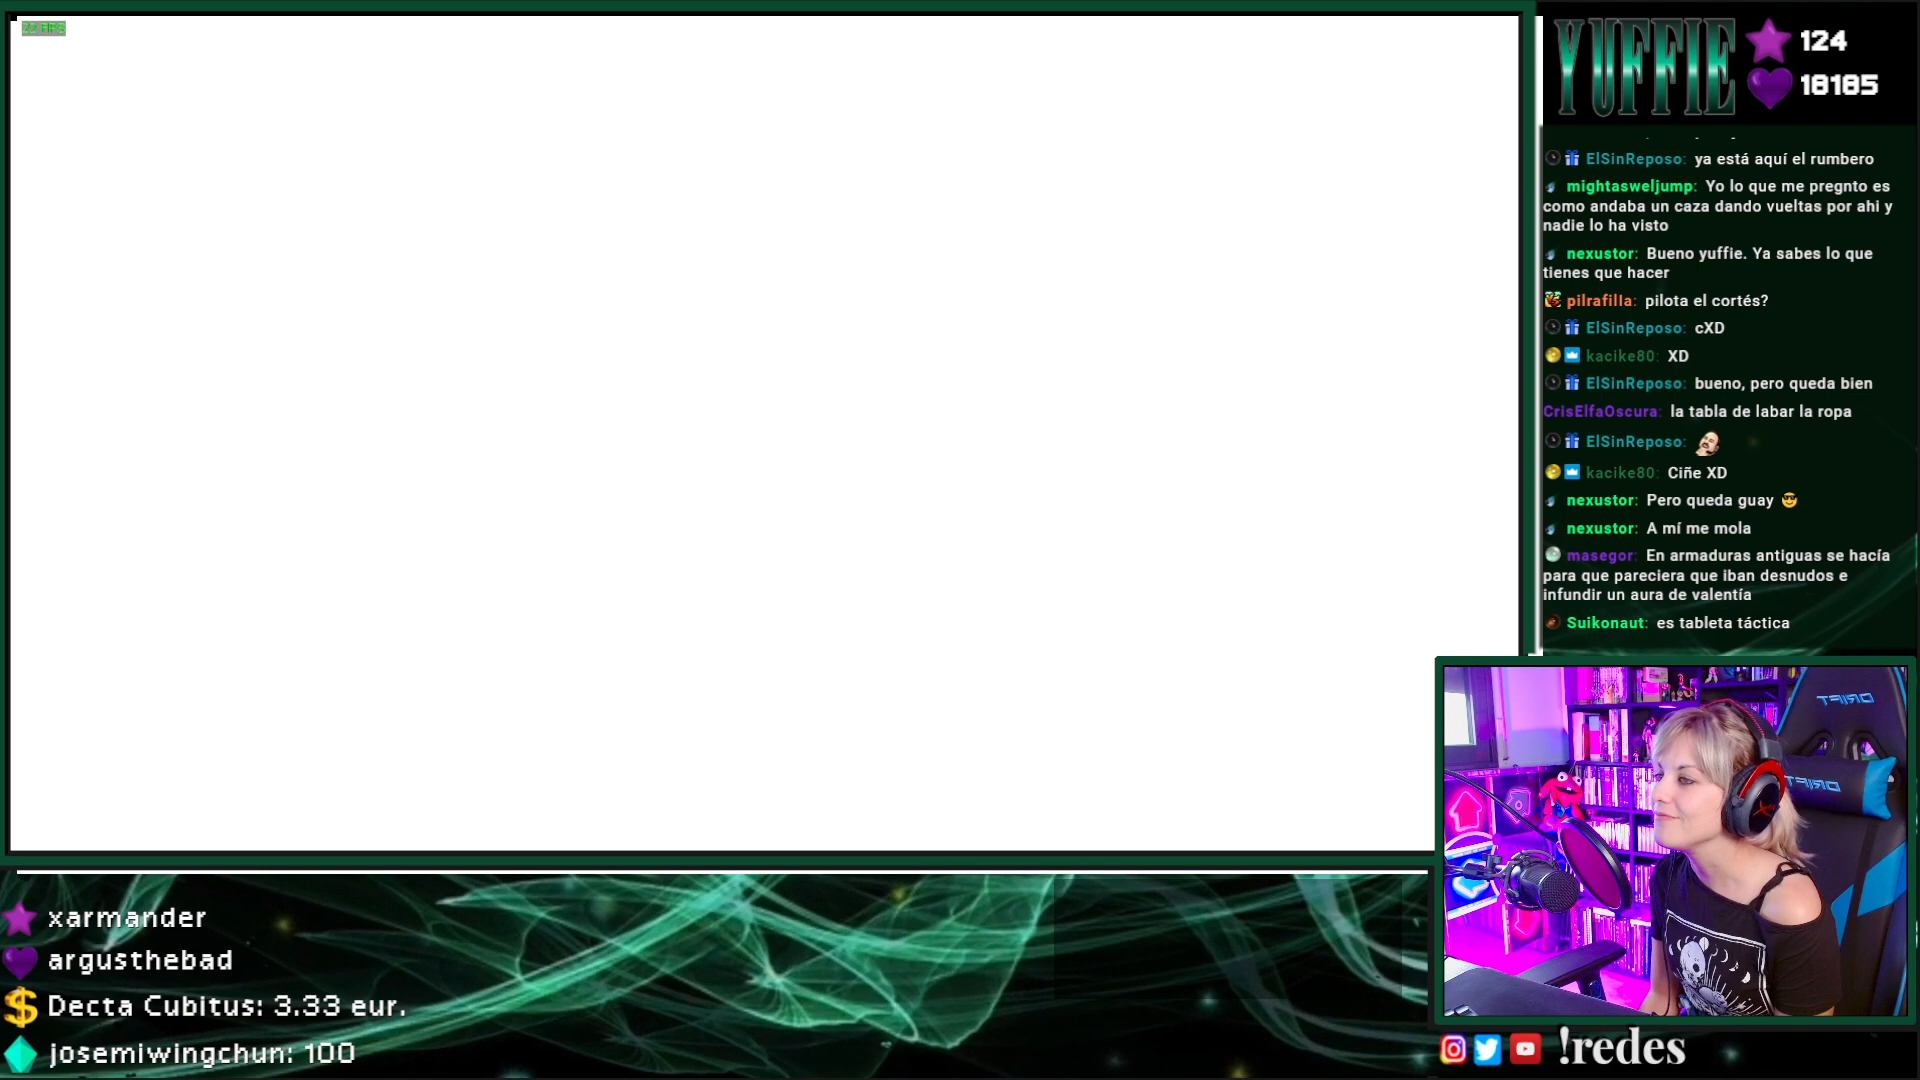 YUFFIE
124
18185
ElSinReposo: ya está aquí el rumbero
mightasweljump: Yo lo que me pregnto es
como andaba un caza dando vueltas por ahi y
nadie lo ha visto
nexustor: Bueno yuffie. Ya sabes lo que
tienes que hacer
pilrafilla: pilota el cortés?
ElSinReposo: cXD
kacike80: XD
ElSinReposo: bueno, pero queda bien
CrisElfaOscura: la tabla de labar la ropa
ElSinReposo:
kacike80: Ciñe XD
nexustor: Pero queda guay 😎
nexustor: A mí me mola
masegor: En armaduras antiguas se hacía
para que pareciera que iban desnudos e
infundir un aura de valentía
Suikonaut: es tableta táctica
DRIFT
DRIFT
xarmander
argusthebad
Decta Cubitus: 3.33 eur.
josemiwingchun: 100
!redes